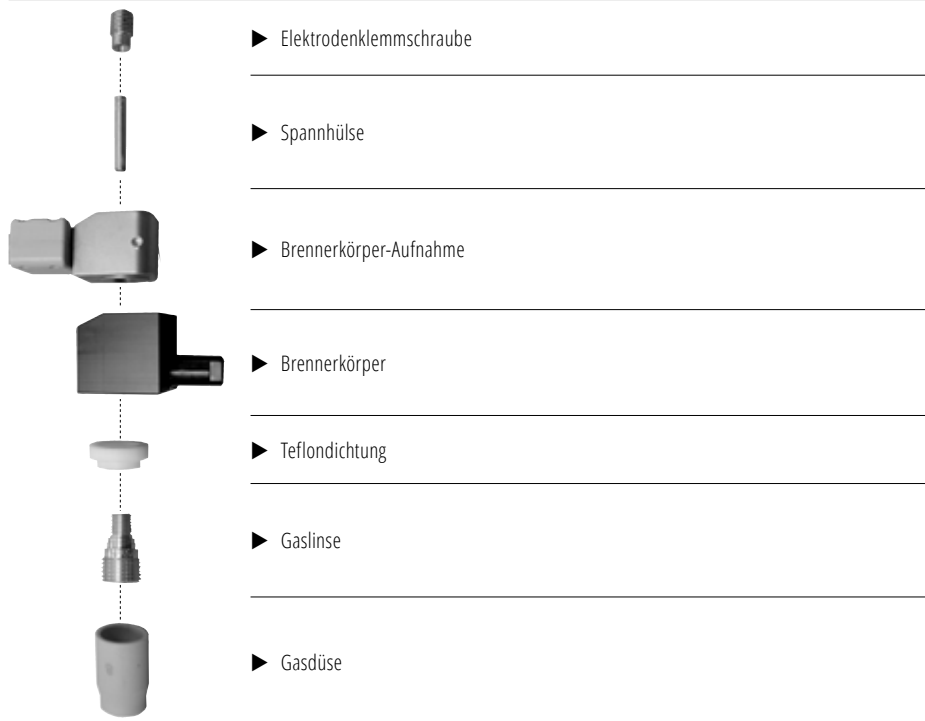 ▶ Elektrodenklemmschraube
▶ Spannhülse
▶ Brennerkörper-Aufnahme
▶ Brennerkörper
▶ Teflondichtung
▶ Gaslinse
▶ Gasdüse